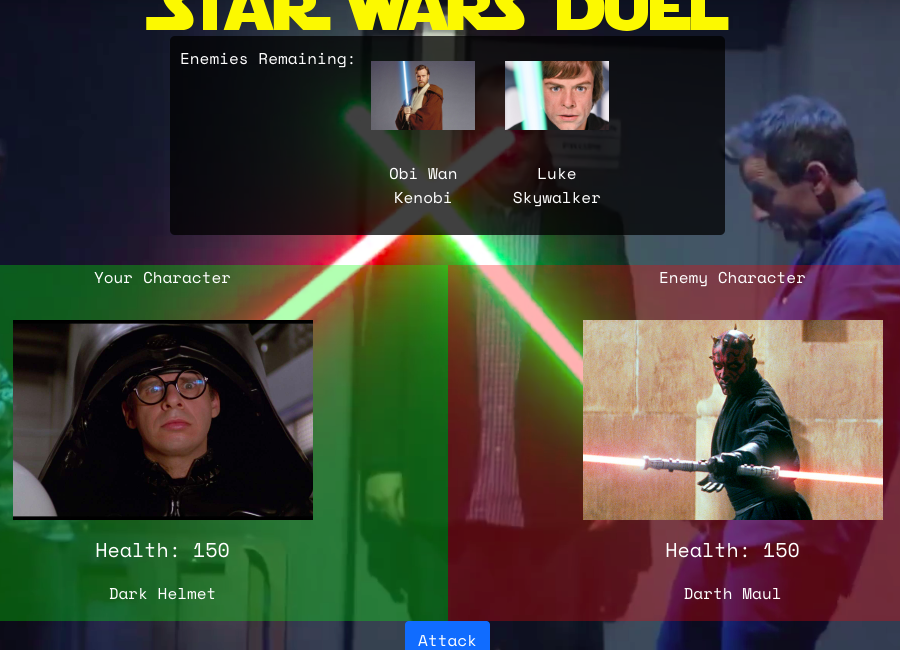 STAR WARS DUEL
Enemies Remaining:
Obi Wan
Kenobi
Luke
Skywalker
Your Character
Enemy Character
Health: 150
Health: 150
Dark Helmet
Darth Maul
Attack